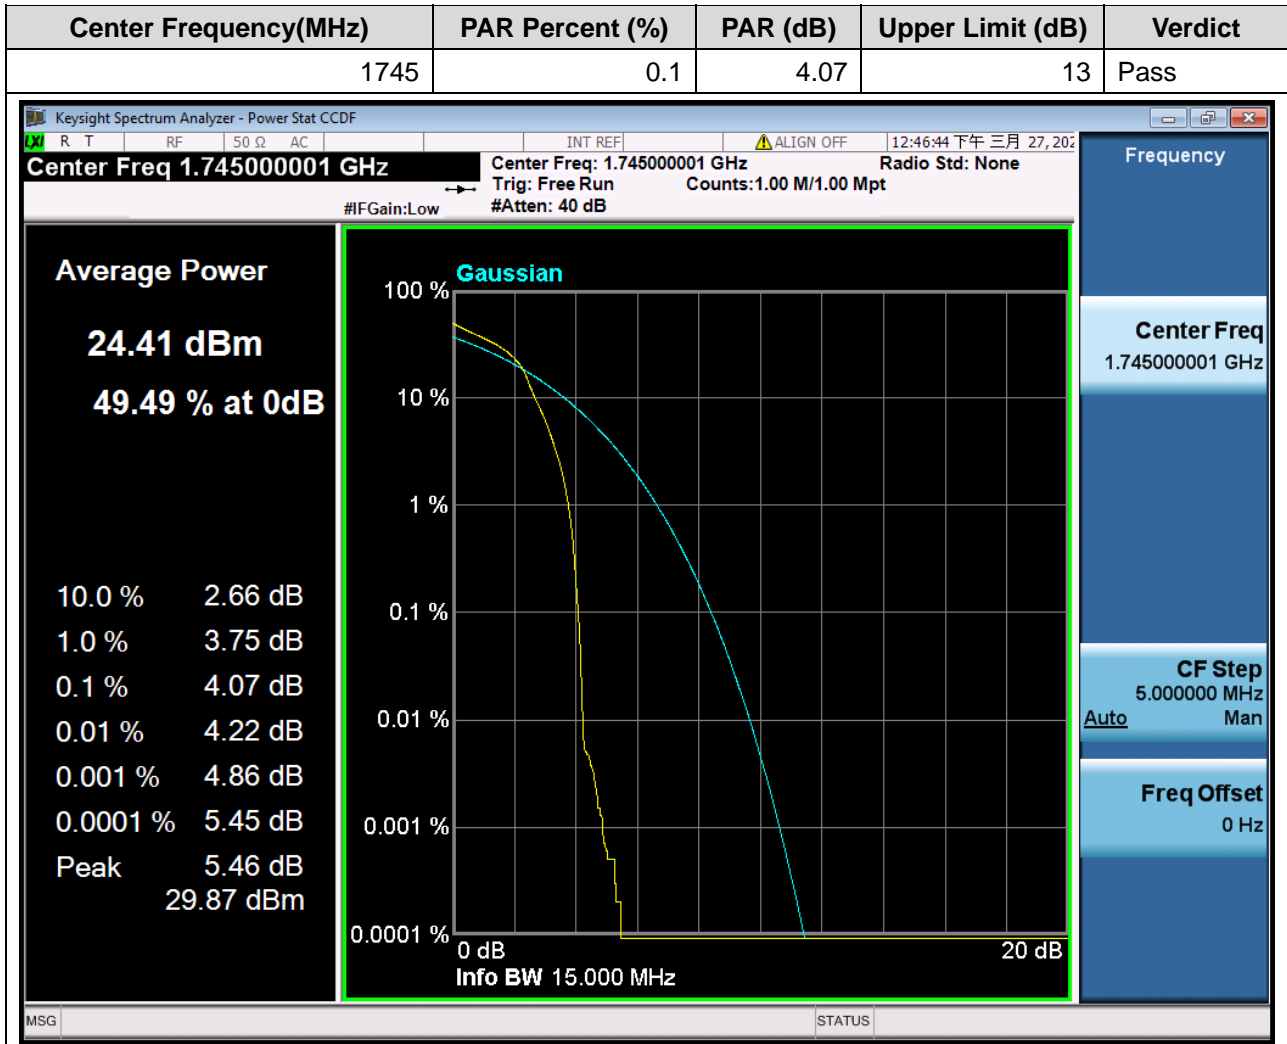 Center Frequency(MHz) PAR Percent (%) PAR (dB) Upper Limit (dB) Verdict
1745 0.1 4.07 13 Pass
Keysight Spectrum Analyzer - Power Stat CCDF
LXI R T RF 50 Ω AC INT REF ALIGN OFF 12:46:44 下午 三月 27, 202
Center Freq 1.745000001 GHz
Center Freq: 1.745000001 GHz Radio Std: None
Trig: Free Run Counts:1.00 M/1.00 Mpt
#IFGain:Low #Atten: 40 dB
Average Power
24.41 dBm
49.49 % at 0dB
10.0 % 2.66 dB
1.0 % 3.75 dB
0.1 % 4.07 dB
0.01 % 4.22 dB
0.001 % 4.86 dB
0.0001 % 5.45 dB
Peak 5.46 dB
29.87 dBm
Gaussian
100 %
10 %
1 %
0.1 %
0.01 %
0.001 %
0.0001 %
0 dB 20 dB
Info BW 15.000 MHz
Frequency
Center Freq
1.745000001 GHz
CF Step
5.000000 MHz
Auto Man
Freq Offset
0 Hz
MSG STATUS